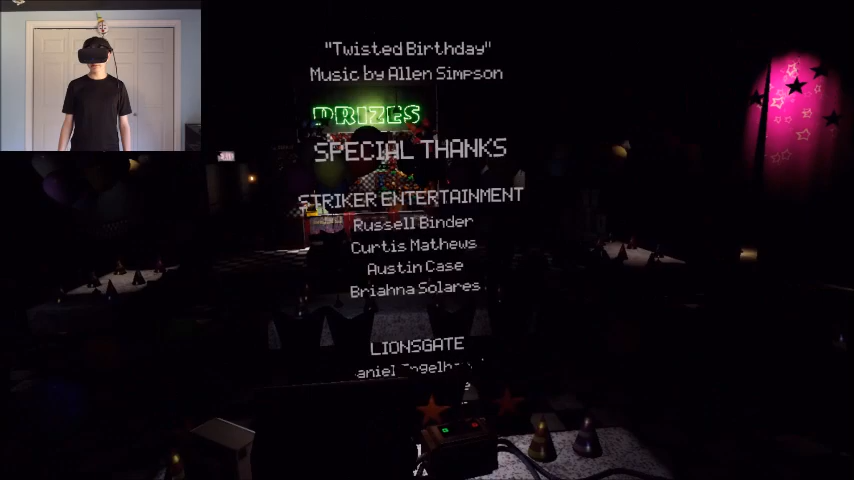 "Twisted Birthday"
Music by Allen Simpson
PRIZES
SPECIAL THANKS
STRIKER ENTERTAINMENT
Russell Binder
Curtis Mathews
Austin Case
Briahna Solares
LIONSGATE